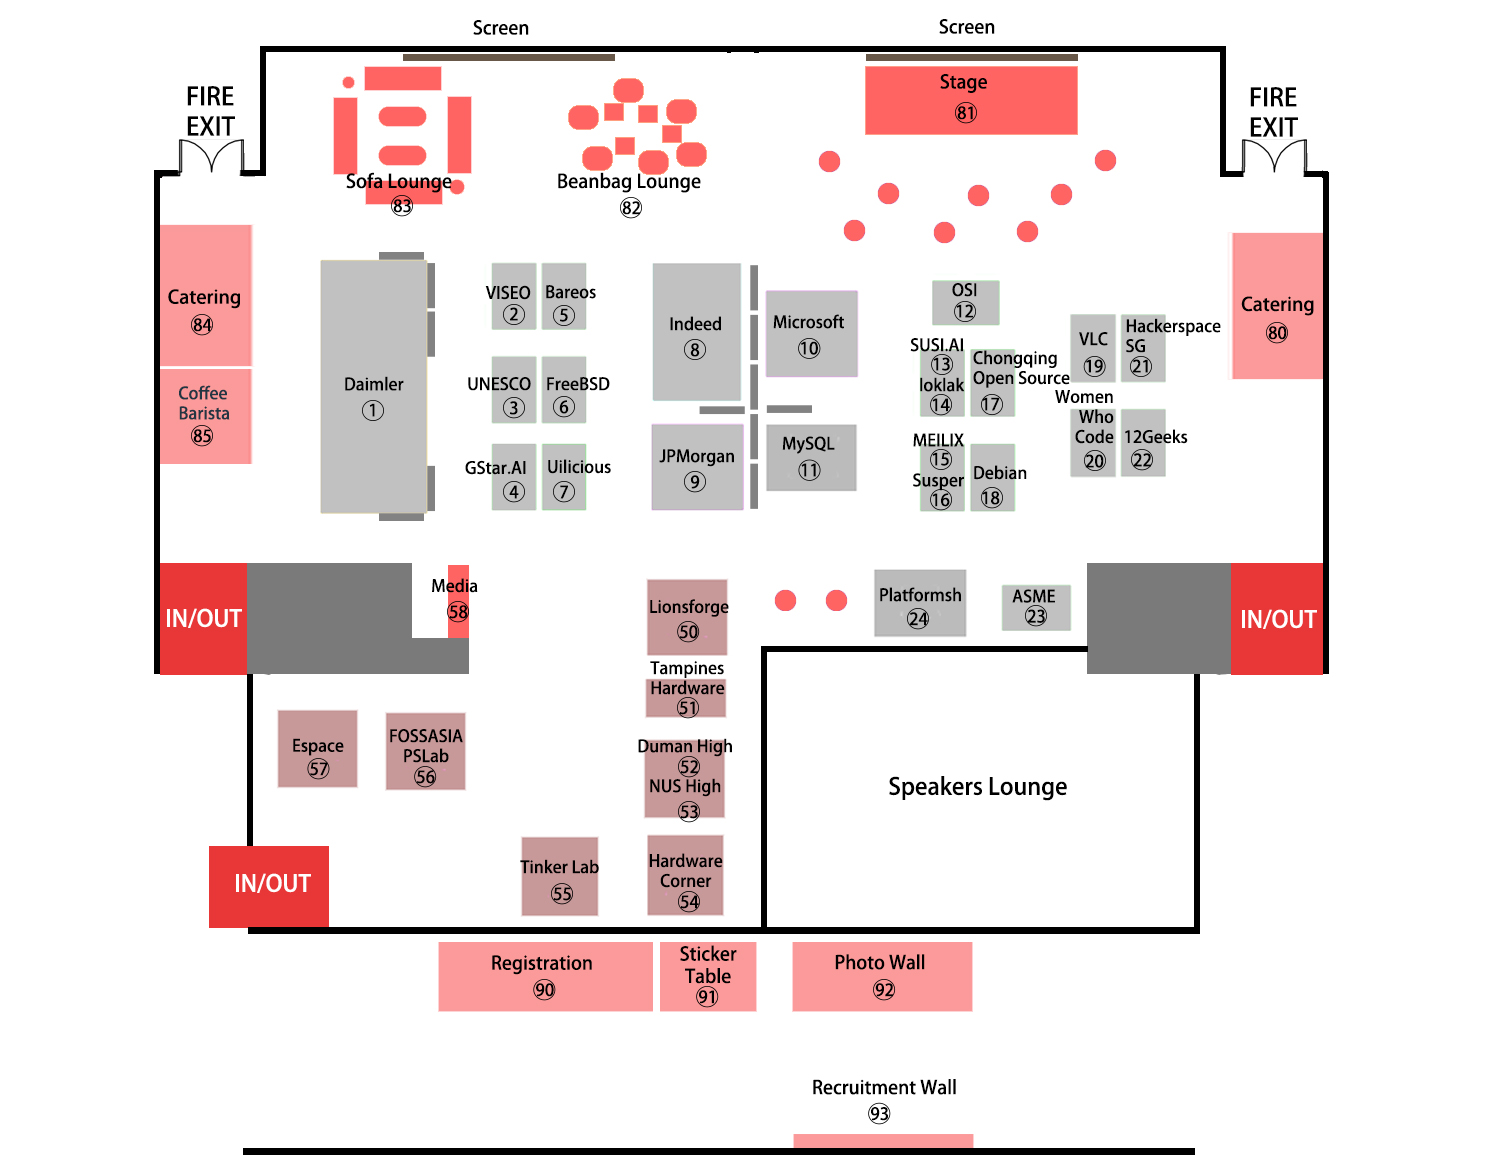 Screen
Screen
FIRE
EXIT
Stage
81
FIRE
EXIT
Sofa Lounge
83
Beanbag Lounge
82
Catering
84
Coffee
Barista
85
Daimler
1
VISEO
2
Bareos
5
UNESCO
3
FreeBSD
6
GStar.AI
4
Uilicious
7
Indeed
8
JPMorgan
9
Microsoft
10
MySQL
11
OSI
12
SUSI.AI
13
loklak
14
Chongqing
Open Source
17
MEILIX
15
Susper
16
Debian
18
VLC
19
Hackerspace
SG
21
Women
Who
Code
20
12Geeks
22
Catering
80
IN/OUT
Media
58
Lionsforge
50
Platformsh
24
ASME
23
IN/OUT
Tampines
Hardware
51
Espace
57
FOSSASIA
PSLab
56
Duman High
52
NUS High
53
Speakers Lounge
IN/OUT
Tinker Lab
55
Hardware
Corner
54
Registration
90
Sticker
Table
91
Photo Wall
92
Recruitment Wall
93